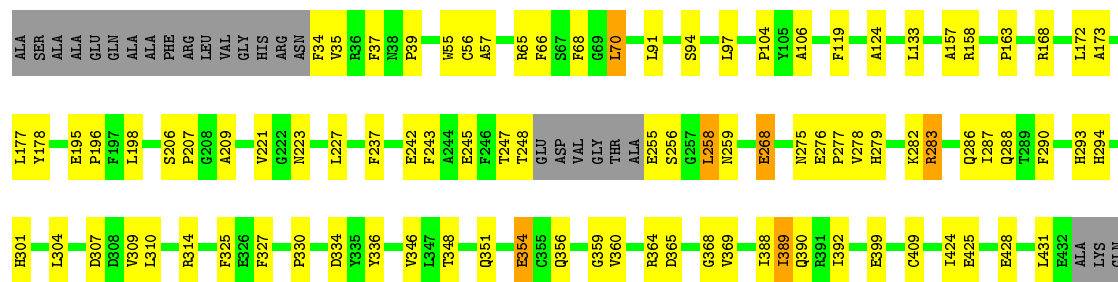 ALA SER ALA ALA GLU GLN ALA ALA PHE ARG LEU VAL GLY HIS ARG ASN F34 V35 R36 F37 N38 P39 W55 C56 A57 R65 F66 S67 F68 G69 L70 L91 S94 L97 P104 Y105 A106 F119 A124 L133 A157 R158 P163 R168 L172 A173
L177 Y178 E195 P196 F197 L198 S206 P207 G208 A209 V221 G222 N223 L227 F237 E242 F243 A244 E245 F246 T247 T248 GLU ASP VAL GLY THR ALA E255 S256 G257 L258 N259 E268 N275 E276 P277 V278 H279 K282 R283 Q286 I287 Q288 T289 F290 H293 H294
H301 L304 D307 D308 V309 L310 R314 F325 E326 F327 P330 D334 Y335 Y336 V346 L347 T348 Q351 E354 C355 Q356 G359 V360 R364 D365 G368 V369 I388 I389 Q390 R391 I392 E399 C409 I424 E425 E428 L431 E432 ALA LYS GLN